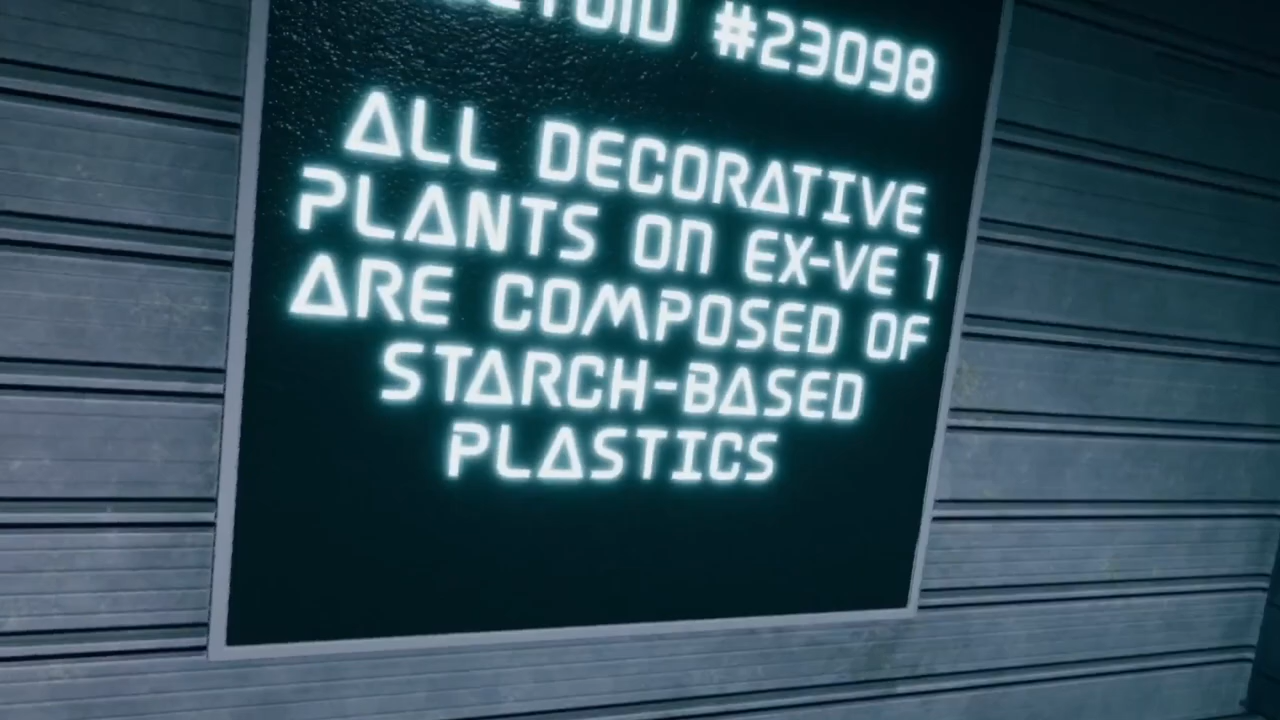 #23098
ALL DECORATIVE
PLANTS ON EX-VE 1
ARE COMPOSED OF
STARCH-BASED
PLASTICS